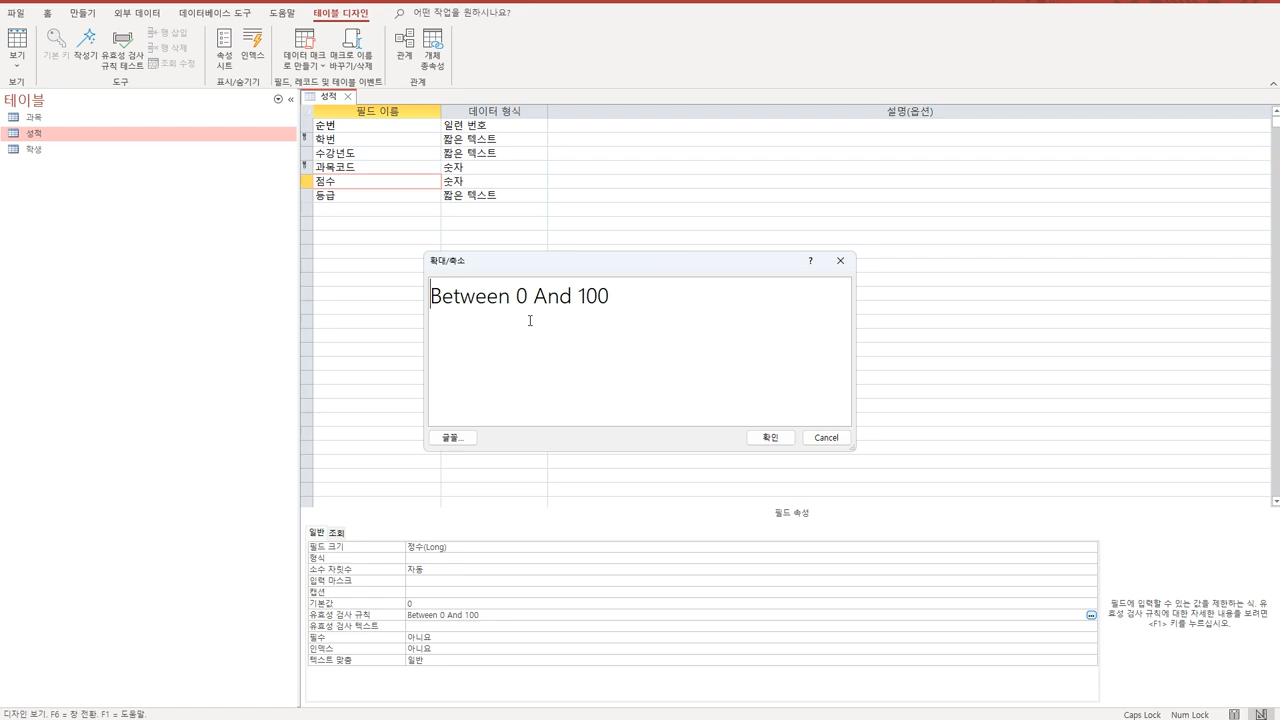 파일 홈 만들기 외부 데이터 데이터베이스 도구 도움말 테이블 디자인 어떤 작업을 원하시나요?
보기
기본 키
작성기
유효성 검사
규칙 테스트
행 삽입
행 삭제
조회 수정
속성
시트
인덱스
데이터 매크
로 만들기
매크로 이름
바꾸기/삭제
관계
개체
종속성
보기 도구 표시/숨기기 필드, 레코드 및 테이블 이벤트 관계
테이블
과목
성적
학생
성적
필드 이름 데이터 형식 설명(옵션)
순번 일련 번호
학번 짧은 텍스트
수강년도 짧은 텍스트
과목코드 숫자
점수 숫자
등급 짧은 텍스트
확대/축소 ?
Between 0 And 100
글꼴... 확인 Cancel
필드 속성
일반 조회
필드 크기 정수(Long)
형식
소수 자릿수 자동
입력 마스크
캡션
기본값 0
유효성 검사 규칙 Between 0 And 100
유효성 검사 텍스트
필수 아니요
인덱스 아니요
텍스트 맞춤 일반
필드에 입력할 수 있는 값을 제한하는 식. 유
효성 검사 규칙에 대한 자세한 내용을 보려면
<F1> 키를 누르십시오.
디자인 보기. F6 = 창 전환. F1 = 도움말. Caps Lock Num Lock